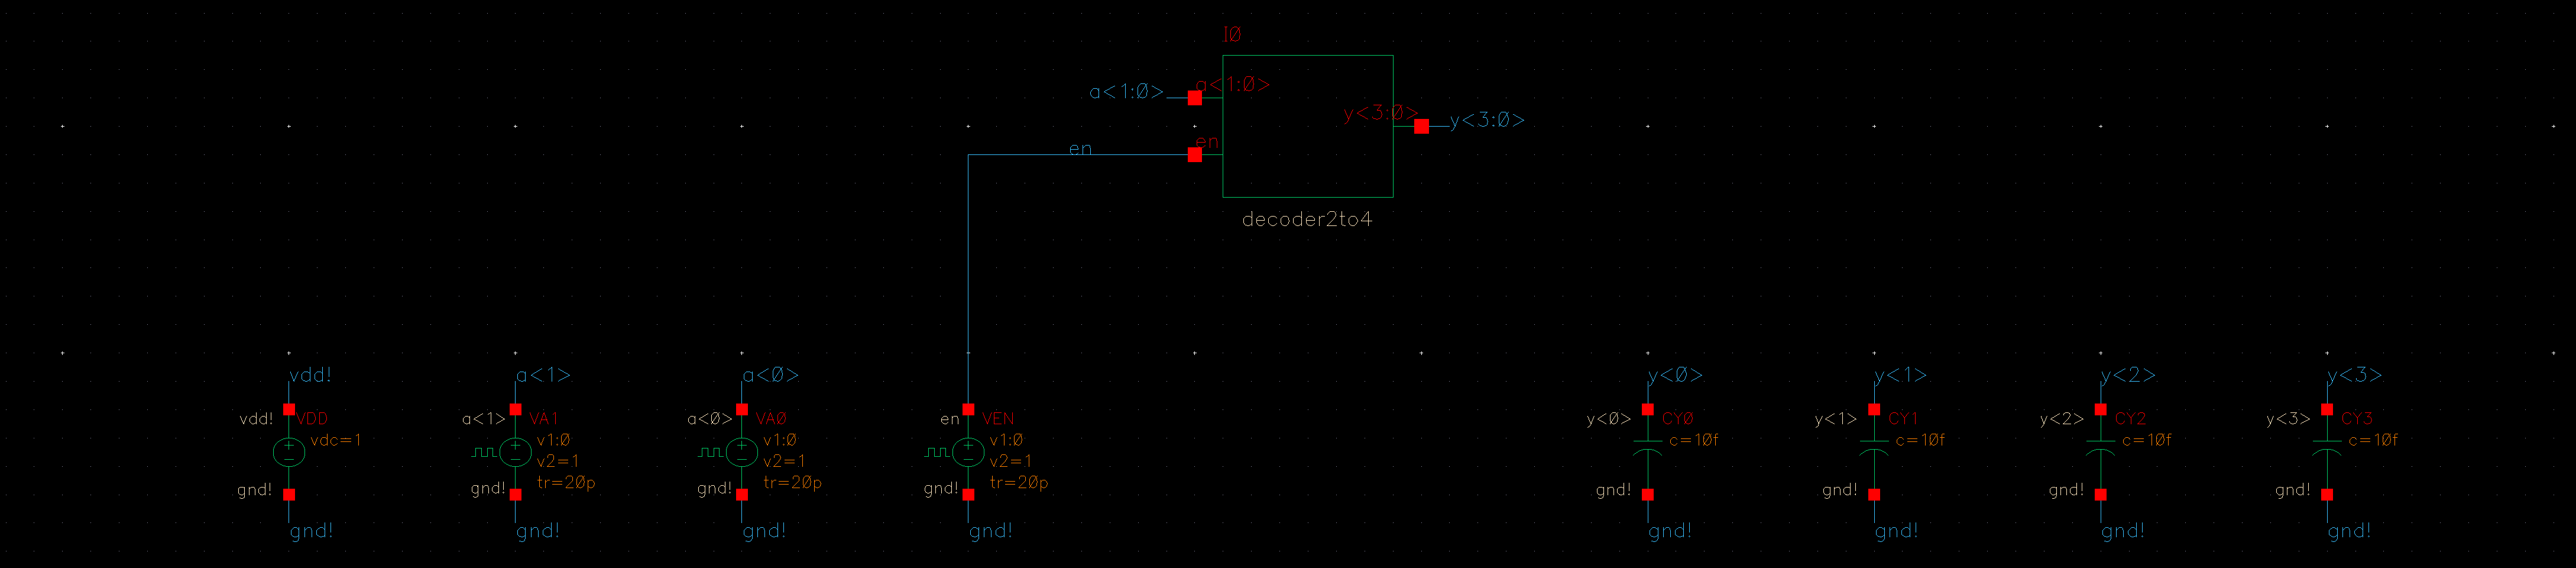 I0
a<1:0>
a<1:0>
y<3:0>
y<3:0>
en
en
decoder2to4
vdd!
vdd!
VDD
vdc=1
gnd!
gnd!
a<1>
a<1>
VA1
v1:0
v2=1
tr=20p
gnd!
gnd!
a<0>
a<0>
VA0
v1:0
v2=1
tr=20p
gnd!
gnd!
en
VEN
v1:0
v2=1
tr=20p
gnd!
gnd!
y<0>
y<0>
CY0
c=10f
gnd!
gnd!
y<1>
y<1>
CY1
c=10f
gnd!
gnd!
y<2>
y<2>
CY2
c=10f
gnd!
gnd!
y<3>
y<3>
CY3
c=10f
gnd!
gnd!